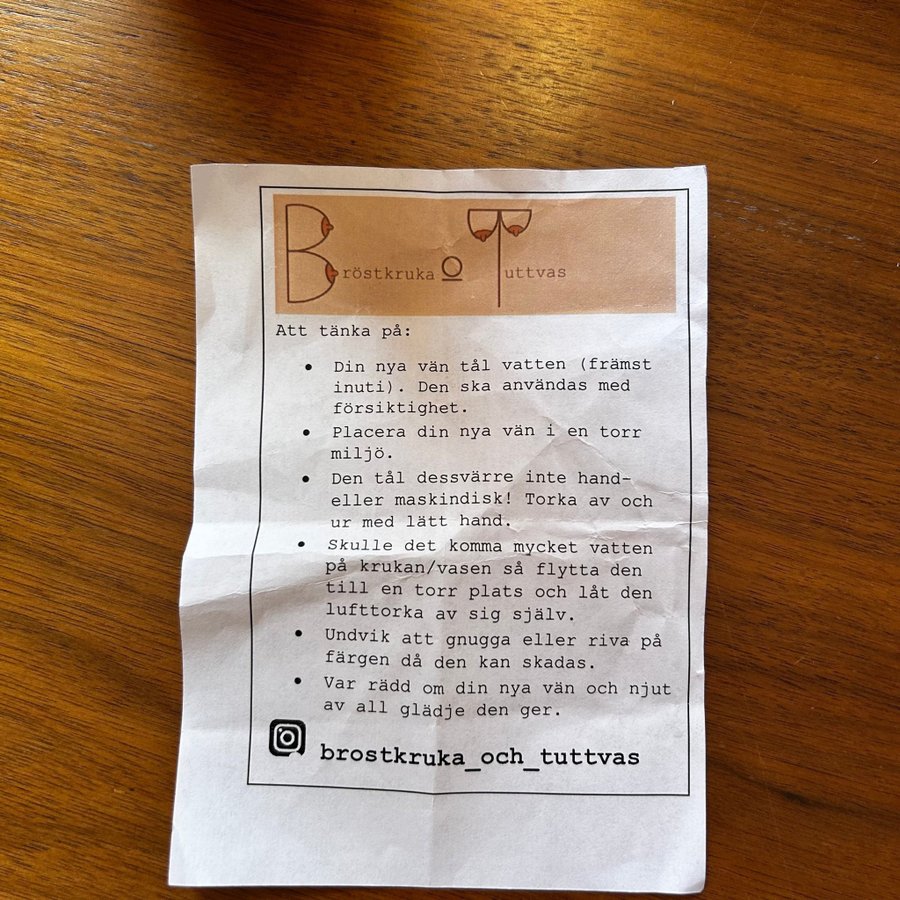 Bröstkruka O Tuttvas
Att tänka på:
• Din nya vän tål vatten (främst
inuti). Den ska användas med
försiktighet.
• Placera din nya vän i en torr
miljö.
• Den tål dessvärre inte hand-
eller maskindisk! Torka av och
ur med lätt hand.
• Skulle det komma mycket vatten
på krukan/vasen så flytta den
till en torr plats och låt den
lufttorka av sig själv.
• Undvik att gnugga eller riva på
färgen då den kan skadas.
• Var rädd om din nya vän och njut
av all glädje den ger.
brostkruka_och_tuttvas